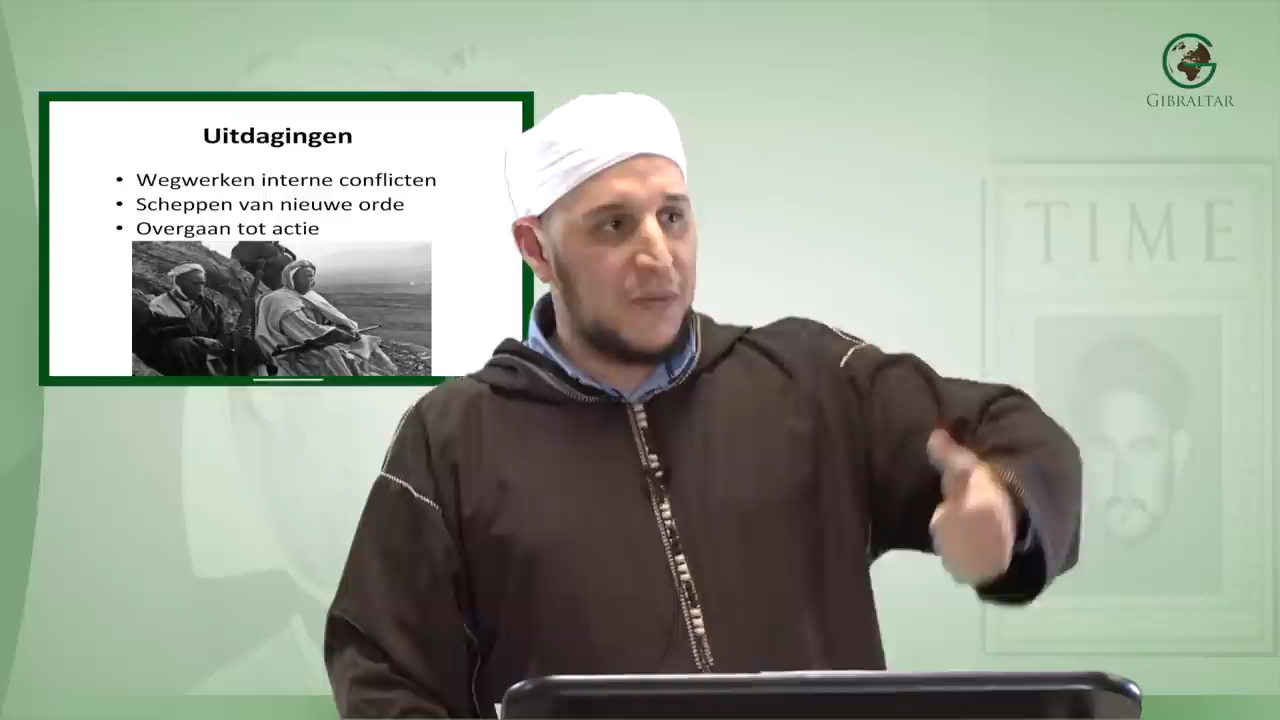 Uitdagingen
• Wegwerken interne conflicten
• Scheppen van nieuwe orde
• Overgaan tot actie
GIBRALTAR
TIME